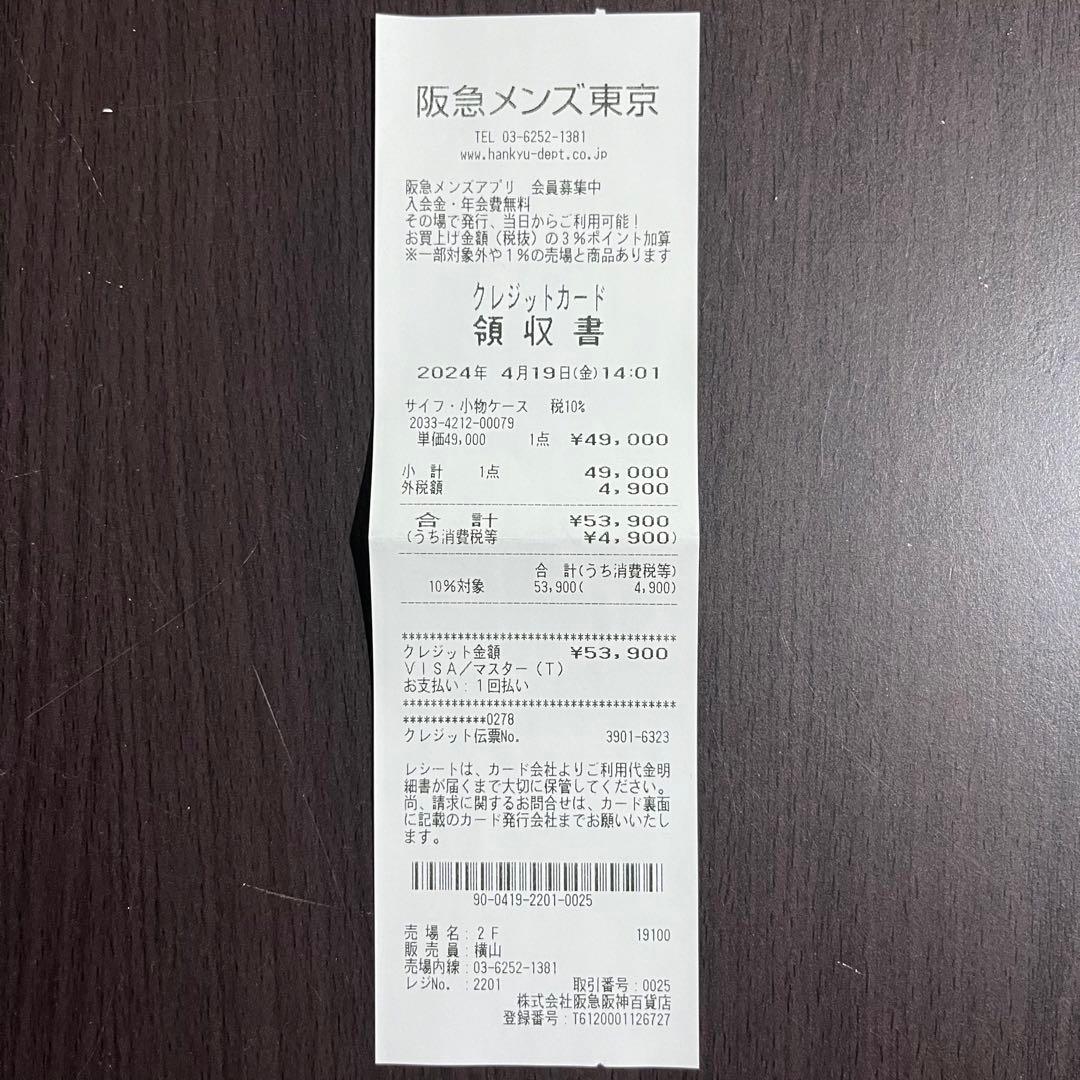 阪急メンズ東京
TEL 03-6252-1381
www.hankyu-dept.co.jp
阪急メンズアプリ 会員募集中
入会金・年会費無料
その場で発行、当日からご利用可能!
お買上げ金額(税抜)の3%ポイント加算
※一部対象外や1%の売場と商品あります
クレジットカード
領収書
2024年 4月19日(金)14:01
サイフ・小物ケース 税10%
2033-4212-00079
単価49,000 1点 ¥49,000
小 計 1点 49,000
外税額 4,900
合 計 ¥53,900
(うち消費税等 ¥4,900)
合 計(うち消費税等)
10%対象 53,900( 4,900)
***************************************
クレジット金額 ¥53,900
VISA/マスター(T)
お支払い:1回払い
***************************************
************0278
クレジット伝票No. 3901-6323
レシートは、カード会社よりご利用代金明
細書が届くまで大切に保管してください。
尚、請求に関するお問合せは、カード裏面
に記載のカード発行会社までお願いいたし
ます。
90-0419-2201-0025
売 場 名:2F 19100
販 売 員:横山
売場内線:03-6252-1381
レジNo. :2201 取引番号:0025
株式会社阪急阪神百貨店
登録番号:T6120001126727